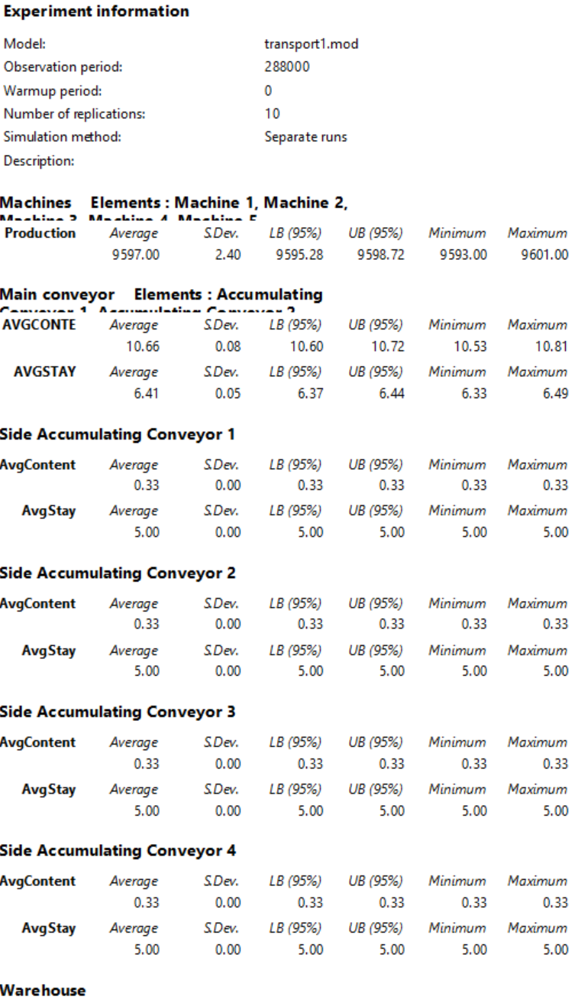 Experiment information
Model: transport1.mod
Observation period: 288000
Warmup period: 0
Number of replications: 10
Simulation method: Separate runs
Description:
Machines Elements : Machine 1, Machine 2,
Machine 3, Machine 4, Machine 5
Production Average S.Dev. LB (95%) UB (95%) Minimum Maximum
9597.00 2.40 9595.28 9598.72 9593.00 9601.00
Main conveyor Elements : Accumulating
Conveyor 1, Accumulating Conveyor 2
AVGCONTE Average S.Dev. LB (95%) UB (95%) Minimum Maximum
10.66 0.08 10.60 10.72 10.53 10.81
AVGSTAY Average S.Dev. LB (95%) UB (95%) Minimum Maximum
6.41 0.05 6.37 6.44 6.33 6.49
Side Accumulating Conveyor 1
AvgContent Average S.Dev. LB (95%) UB (95%) Minimum Maximum
0.33 0.00 0.33 0.33 0.33 0.33
AvgStay Average S.Dev. LB (95%) UB (95%) Minimum Maximum
5.00 0.00 5.00 5.00 5.00 5.00
Side Accumulating Conveyor 2
AvgContent Average S.Dev. LB (95%) UB (95%) Minimum Maximum
0.33 0.00 0.33 0.33 0.33 0.33
AvgStay Average S.Dev. LB (95%) UB (95%) Minimum Maximum
5.00 0.00 5.00 5.00 5.00 5.00
Side Accumulating Conveyor 3
AvgContent Average S.Dev. LB (95%) UB (95%) Minimum Maximum
0.33 0.00 0.33 0.33 0.33 0.33
AvgStay Average S.Dev. LB (95%) UB (95%) Minimum Maximum
5.00 0.00 5.00 5.00 5.00 5.00
Side Accumulating Conveyor 4
AvgContent Average S.Dev. LB (95%) UB (95%) Minimum Maximum
0.33 0.00 0.33 0.33 0.33 0.33
AvgStay Average S.Dev. LB (95%) UB (95%) Minimum Maximum
5.00 0.00 5.00 5.00 5.00 5.00
Warehouse